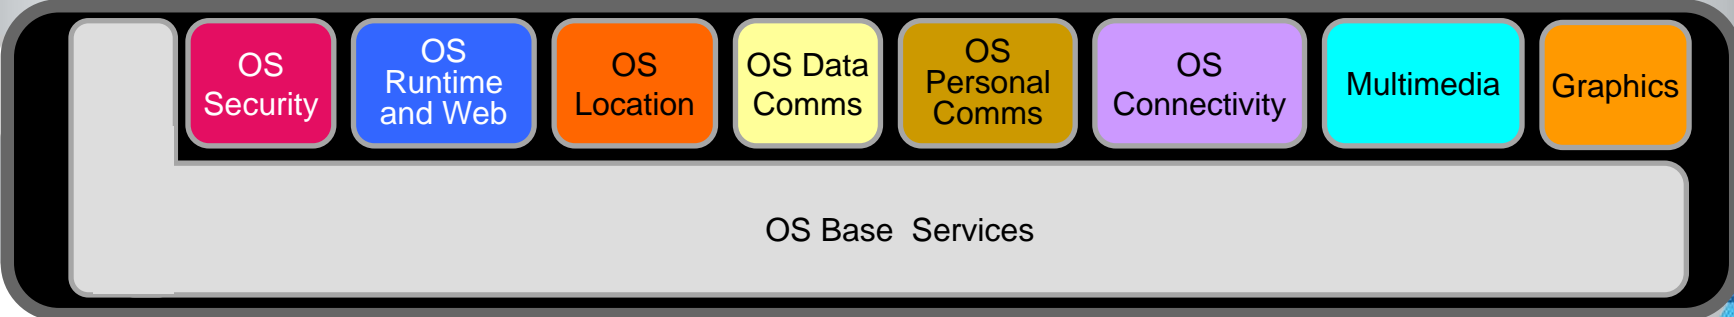 OS
Security
OS
Runtime
and Web
OS
Location
OS Data
Comms
OS
Personal
Comms
OS
Connectivity
Multimedia
Graphics
OS Base  Services